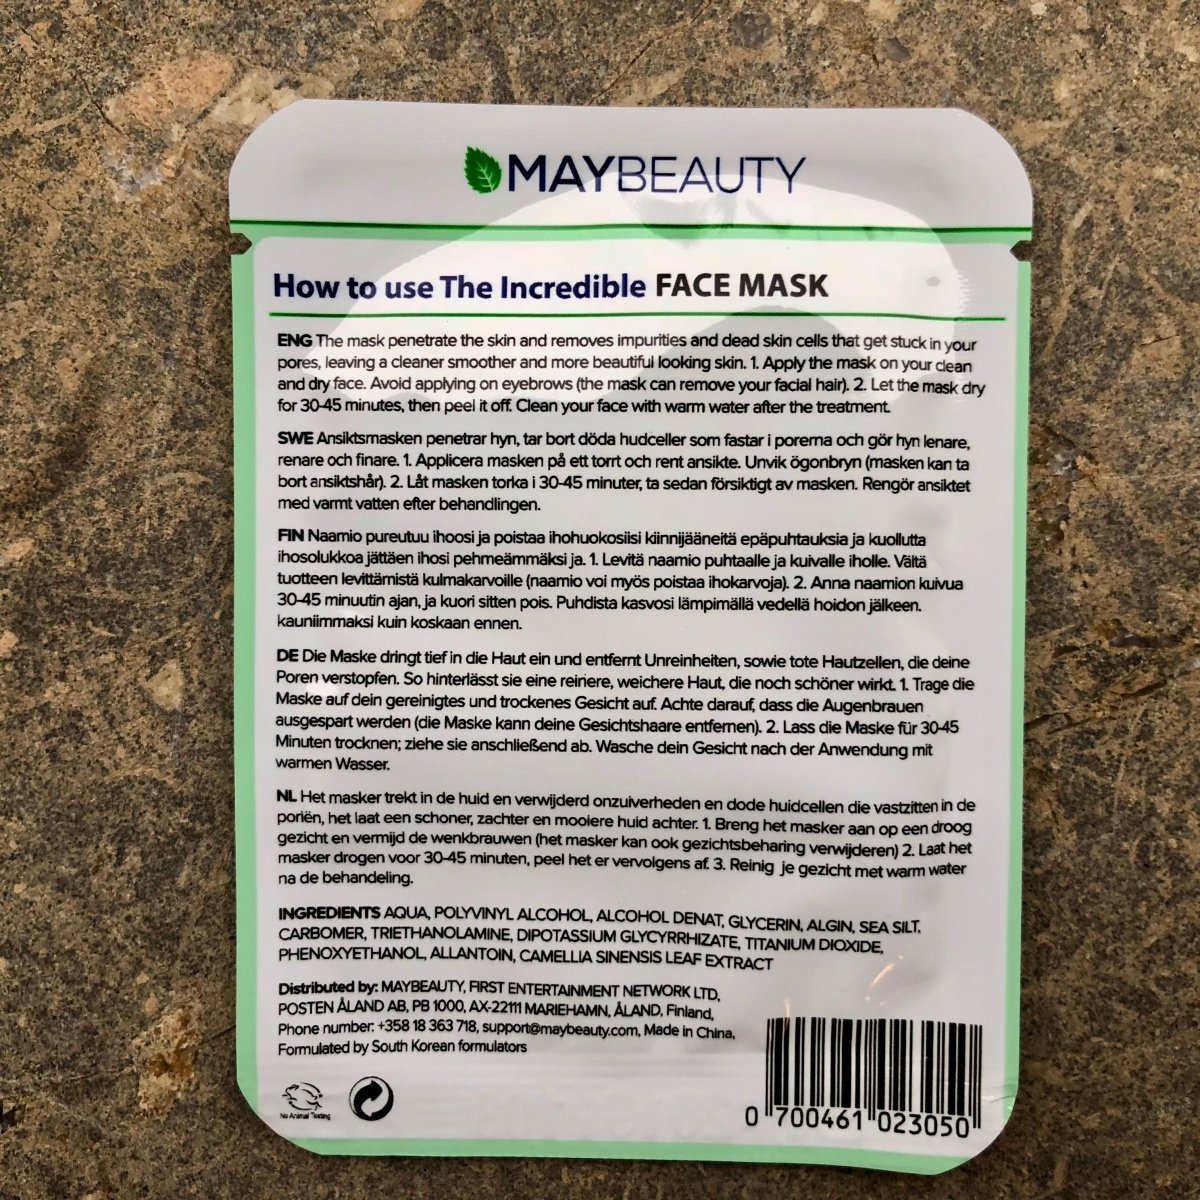 MAYBEAUTY
How to use The Incredible FACE MASK
ENG The mask penetrate the skin and removes impurities and dead skin cells that get stuck in your
pores, leaving a cleaner smoother and more beautiful looking skin. 1. Apply the mask on your clean
and dry face. Avoid applying on eyebrows (the mask can remove your facial hair). 2. Let the mask dry
for 30-45 minutes, then peel it off. Clean your face with warm water after the treatment.
SWE Ansiktsmasken penetrar hyn, tar bort döda hudceller som fastar i porerna och gör hyn lenare,
renare och finare. 1. Applicera masken på ett torrt och rent ansikte. Unvik ögonbryn (masken kan ta
bort ansiktshår). 2. Låt masken torka i 30-45 minuter, ta sedan försiktigt av masken. Rengör ansiktet
med varmt vatten efter behandlingen.
FIN Naamio pureutuu ihoosi ja poistaa ihohuokosiisi kiinnijääneitä epäpuhtauksia ja kuollutta
ihosolukkoa jättäen ihosi pehmeämmäksi ja. 1. Levitä naamio puhtaalle ja kuivalle iholle. Vältä
tuotteen levittämistä kulmakarvoille (naamio voi myös poistaa ihokarvoja). 2. Anna naamion kuivua
30-45 minuutin ajan, ja kuori sitten pois. Puhdista kasvosi lämpimällä vedellä hoidon jälkeen.
kauniimmaksi kuin koskaan ennen.
DE Die Maske dringt tief in die Haut ein und entfernt Unreinheiten, sowie tote Hautzellen, die deine
Poren verstopfen. So hinterlässt sie eine reinere, weichere Haut, die noch schöner wirkt. 1. Trage die
Maske auf dein gereinigtes und trockenes Gesicht auf. Achte darauf, dass die Augenbrauen
ausgespart werden (die Maske kann deine Gesichtshaare entfernen). 2. Lass die Maske für 30-45
Minuten trocknen; ziehe sie anschließend ab. Wasche dein Gesicht nach der Anwendung mit
warmen Wasser.
NL Het masker trekt in de huid en verwijderd onzuiverheden en dode huidcellen die vastzitten in de
poriën, het laat een schoner, zachter en mooiere huid achter. 1. Breng het masker aan op een droog
gezicht en vermijd de wenkbrauwen (het masker kan ook gezichtsbeharing verwijderen) 2. Laat het
masker drogen voor 30-45 minuten, peel het er vervolgens af. 3. Reinig je gezicht met warm water
na de behandeling.
INGREDIENTS AQUA, POLYVINYL ALCOHOL, ALCOHOL DENAT, GLYCERIN, ALGIN, SEA SILT,
CARBOMER, TRIETHANOLAMINE, DIPOTASSIUM GLYCYRRHIZATE, TITANIUM DIOXIDE,
PHENOXYETHANOL, ALLANTOIN, CAMELLIA SINENSIS LEAF EXTRACT
Distributed by: MAYBEAUTY, FIRST ENTERTAINMENT NETWORK LTD,
POSTEN ÅLAND AB, PB 1000, AX-22111 MARIEHAMN, ÅLAND, Finland,
Phone number: +358 18 363 718, support@maybeauty.com, Made in China,
Formulated by South Korean formulators
No Animal Testing
0 700461 023050